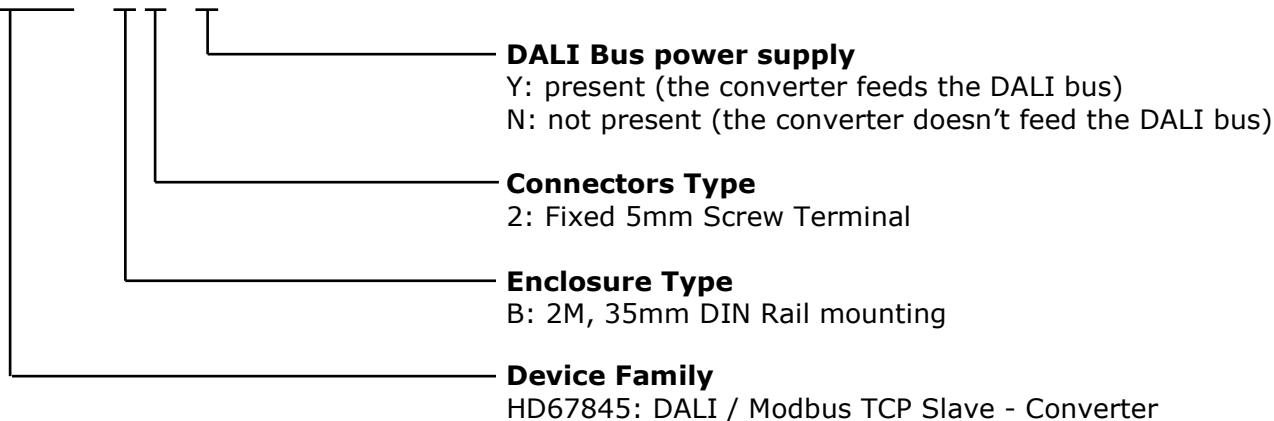 DALI Bus power supply
Y: present (the converter feeds the DALI bus)
N: not present (the converter doesn’t feed the DALI bus)
Connectors Type
2: Fixed 5mm Screw Terminal
Enclosure Type
B: 2M, 35mm DIN Rail mounting
Device Family
HD67845: DALI / Modbus TCP Slave - Converter